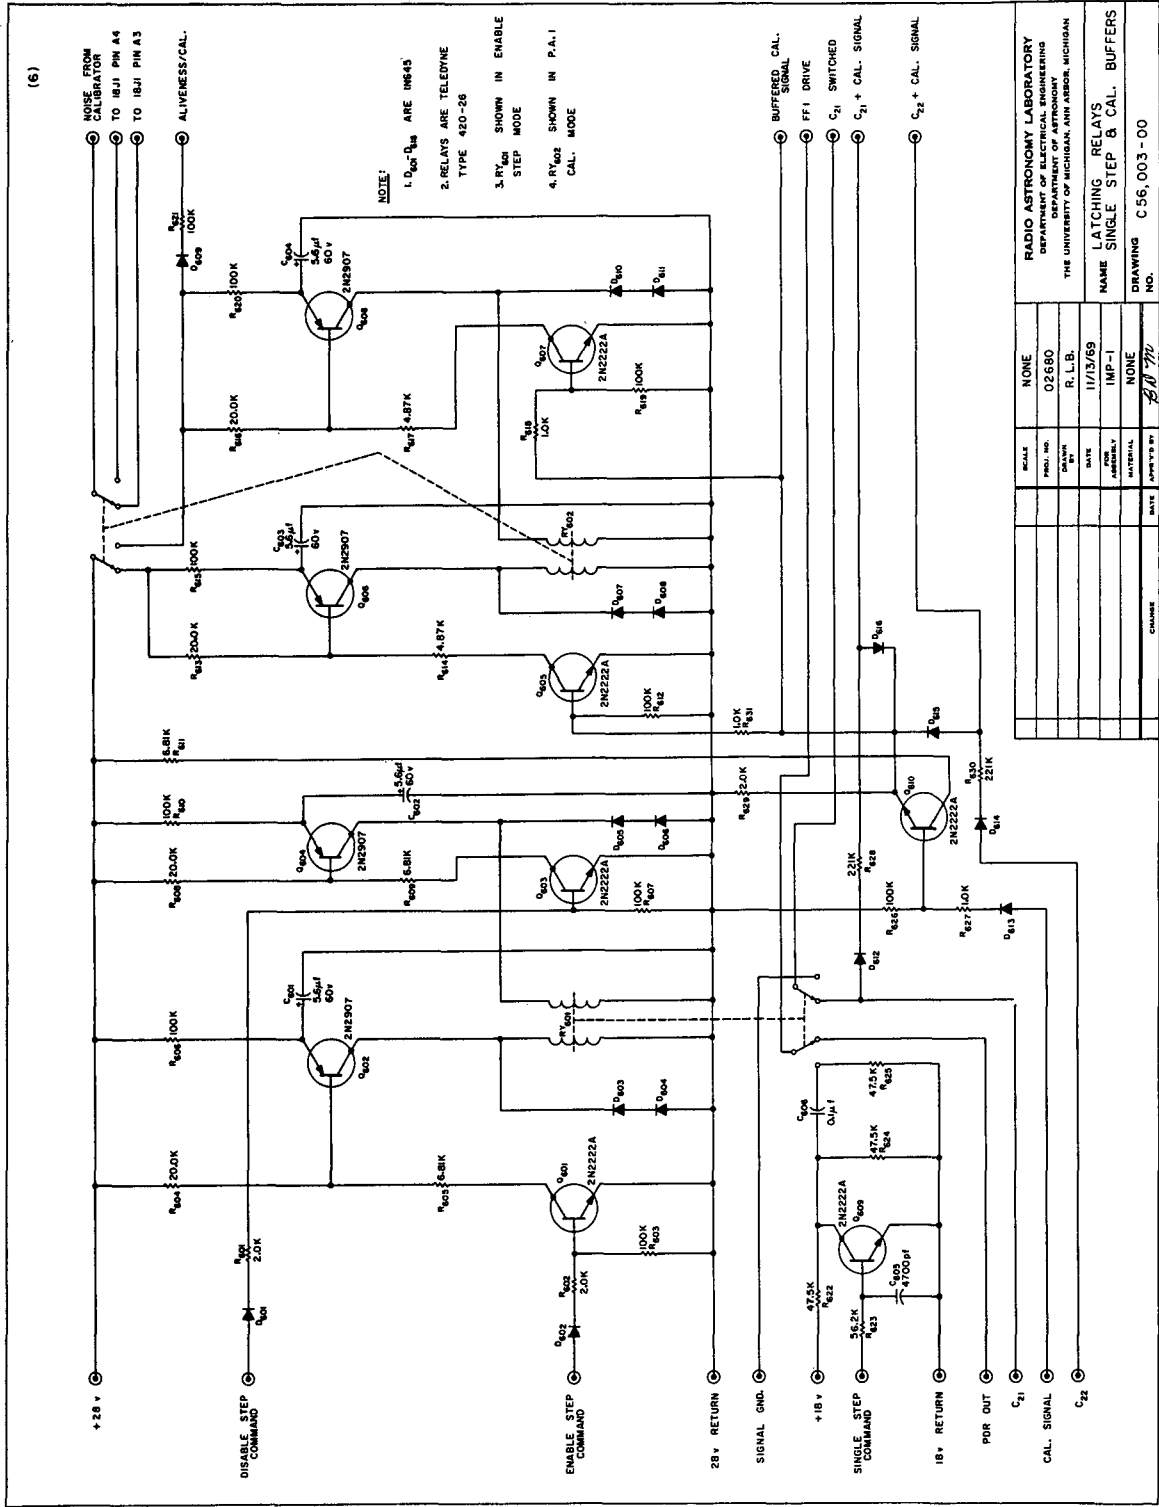 (6)
NOISE FROM
CALIBRATOR
TO 18J1 PIN A4
TO 18J1 PIN A3
ALIVENESS/CAL.
NOTE:
1. D601-D616 ARE IN645
2. RELAYS ARE TELEDYNE
TYPE 420-26
3. RY601 SHOWN IN ENABLE
STEP MODE
4. RY602 SHOWN IN P.A.I
CAL. MODE
BUFFERED CAL.
SIGNAL
FF1 DRIVE
C21 SWITCHED
C21 + CAL. SIGNAL
C22 + CAL. SIGNAL
R621
100K
D609
R620
100K
C604
5.6µf
60v
2N2907
Q608
D610
D611
R616
20.0K
R617
4.87K
Q607
2N2222A
R618
1.0K
R619
100K
R615
100K
C603
5.6µf
60v
2N2907
Q606
RY602
D607
D608
R613
20.0K
R614
4.87K
Q605
2N2222A
100K
R612
1.0K
R631
D616
D615
6.81K
R611
R630
221K
100K
R610
5.6µf
60v
C602
R629
2.0K
Q610
2N2222A
D614
Q604
2N2907
D605
D606
R608
20.0K
R609
6.81K
Q603
2N2222A
100K
R607
221K
R628
100K
R626
1.0K
R627
D613
D612
C601
5.6µf
60v
2N2907
Q602
RY601
R606
100K
D603
D604
R604
20.0K
R605
6.81K
Q601
2N2222A
100K
R603
R601
2.0K
D601
R602
2.0K
D602
47.5K
R625
C606
0.1µf
47.5K
R624
2N2222A
Q609
C605
4700pf
47.5K
R622
56.2K
R623
+28 v
DISABLE STEP
COMMAND
ENABLE STEP
COMMAND
28v RETURN
SIGNAL GND.
+18 v
SINGLE STEP
COMMAND
18v RETURN
PDR OUT
C21
CAL. SIGNAL
C22
RADIO ASTRONOMY LABORATORY
DEPARTMENT OF ELECTRICAL ENGINEERING
DEPARTMENT OF ASTRONOMY
THE UNIVERSITY OF MICHIGAN, ANN ARBOR, MICHIGAN
NAME LATCHING RELAYS
SINGLE STEP & CAL. BUFFERS
DRAWING
NO. C 56,003-00
SCALE NONE
PROJ. NO. 02680
DRAWN
BY R. L. B.
DATE 11/13/69
FOR
ASSEMBLY IMP-1
MATERIAL NONE
APPRV'D BY
CHANGE DATE